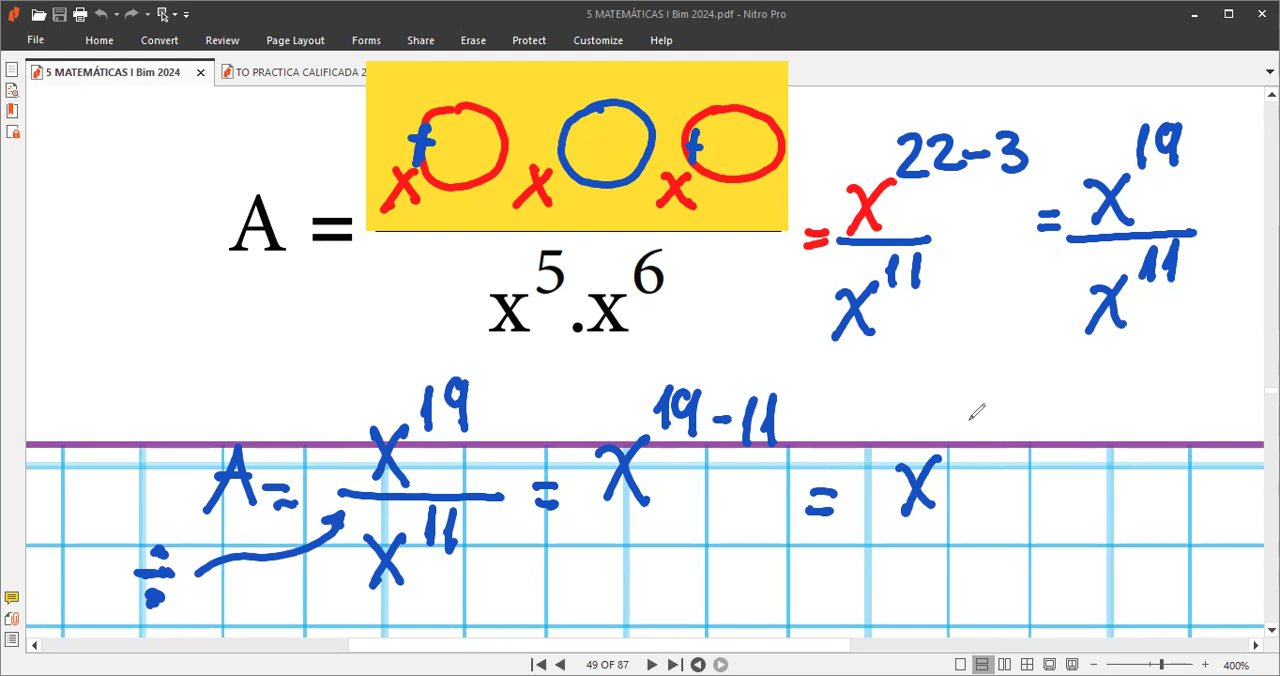 5 MATEMÁTICAS I Bim 2024.pdf - Nitro Pro
File Home Convert Review Page Layout Forms Share Erase Protect Customize Help
5 MATEMÁTICAS I Bim 2024 × TO PRACTICA CALIFICADA 2
A = x⁺ x x⁺ / x⁵.x⁶ = x²²⁻³ / x¹¹ = x¹⁹ / x¹¹
A = x¹⁹ / x¹¹ = x¹⁹⁻¹¹ = x
÷
49 OF 87 400%